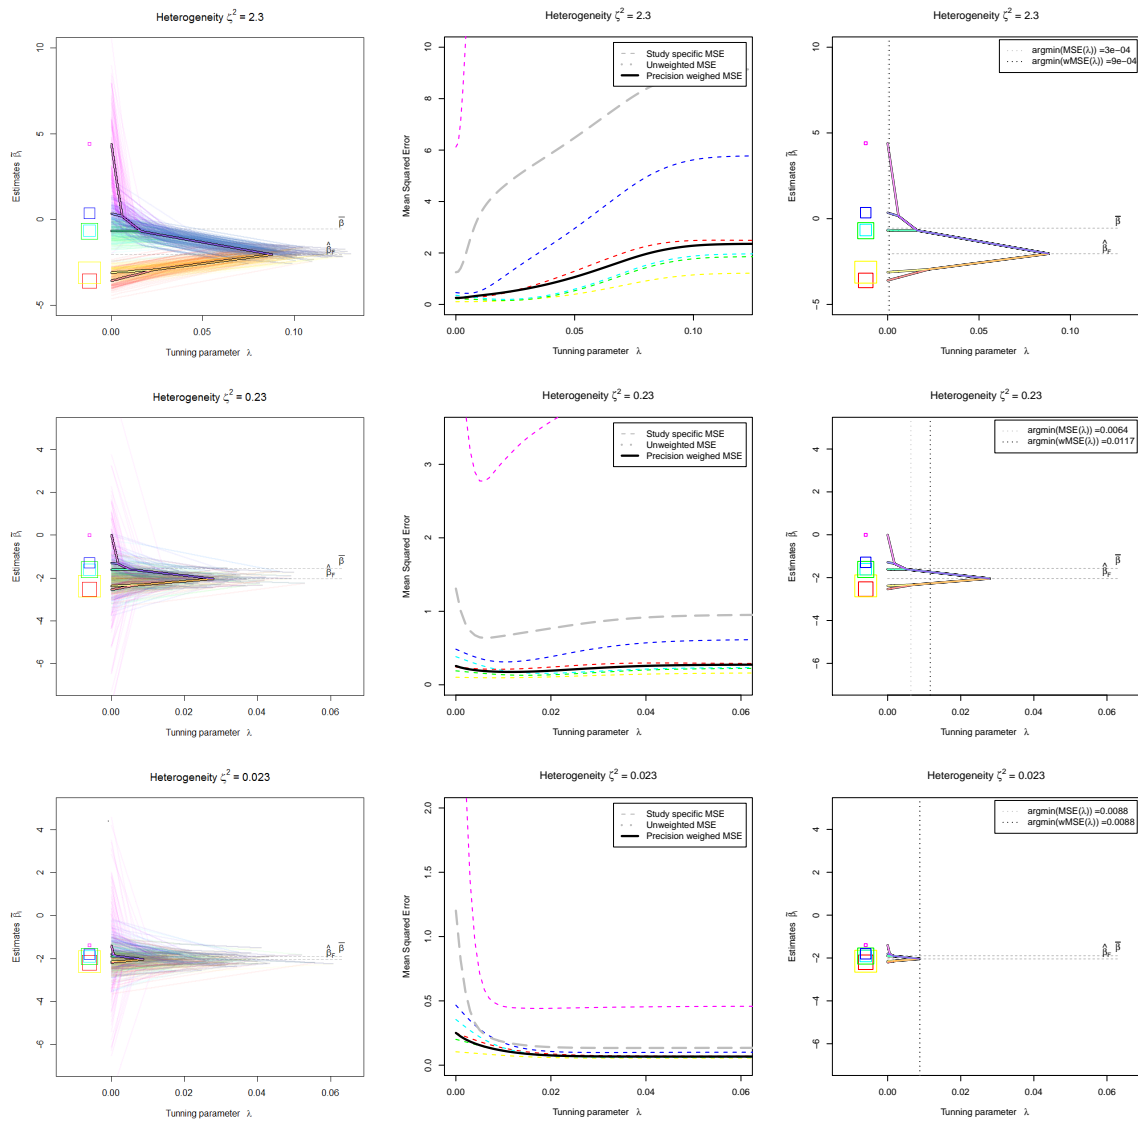 Heterogeneity ζ² = 2.3
Heterogeneity ζ² = 2.3
Heterogeneity ζ² = 2.3
Estimates β̃ᵢ
10
5
0
−5
β̅
β̂F
0.00
0.05
0.10
Tunning parameter λ
Mean Squared Error
10
8
6
4
2
0
Study specific MSE
Unweighted MSE
Precision weighed MSE
0.00
0.05
0.10
Tunning parameter λ
Estimates β̃ᵢ
10
5
0
−5
argmin(MSE(λ)) =3e−04
argmin(wMSE(λ)) =9e−04
β̅
β̂F
0.00
0.05
0.10
Tunning parameter λ
Heterogeneity ζ² = 0.23
Heterogeneity ζ² = 0.23
Heterogeneity ζ² = 0.23
Estimates β̃ᵢ
4
2
0
−2
−4
−6
β̅
β̂F
0.00
0.02
0.04
0.06
Tunning parameter λ
Mean Squared Error
3
2
1
0
Study specific MSE
Unweighted MSE
Precision weighed MSE
0.00
0.01
0.02
0.03
0.04
0.05
0.06
Tunning parameter λ
Estimates β̃ᵢ
4
2
0
−2
−4
−6
argmin(MSE(λ)) =0.0064
argmin(wMSE(λ)) =0.0117
β̅
β̂F
0.00
0.02
0.04
0.06
Tunning parameter λ
Heterogeneity ζ² = 0.023
Heterogeneity ζ² = 0.023
Heterogeneity ζ² = 0.023
Estimates β̃ᵢ
4
2
0
−2
−4
−6
β̂F β̅
0.00
0.02
0.04
0.06
Tunning parameter λ
Mean Squared Error
2.0
1.5
1.0
0.5
0.0
Study specific MSE
Unweighted MSE
Precision weighed MSE
0.00
0.01
0.02
0.03
0.04
0.05
0.06
Tunning parameter λ
Estimates β̃ᵢ
4
2
0
−2
−4
−6
argmin(MSE(λ)) =0.0088
argmin(wMSE(λ)) =0.0088
β̂F β̅
0.00
0.02
0.04
0.06
Tunning parameter λ